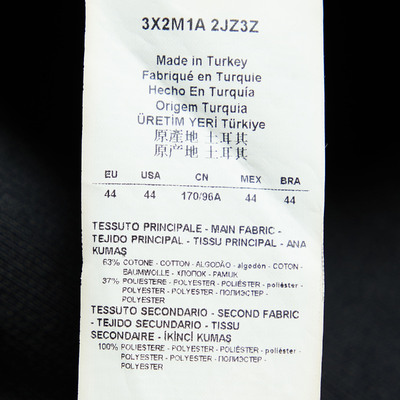 3X2M1A 2JZ3Z
Made in Turkey
Fabriqué en Turquie
Hecho En Turquía
Origem Turquia
ÜRETİM YERİ Türkiye
原產地 土耳其
原产地 土耳其
EU USA CN MEX BRA
44 44 170/96A 44 44
TESSUTO PRINCIPALE - MAIN FABRIC -
TEJIDO PRINCIPAL - TISSU PRINCIPAL - ANA
KUMAŞ
63% COTONE - COTTON - ALGODÃO - algodón - COTON -
BAUMWOLLE - ХЛОПОК - PAMUK
37% POLIESTERE - POLYESTER - POLIÉSTER - poliéster -
POLYESTER - POLYESTER - ПОЛИЭСТЕР -
POLYESTER
TESSUTO SECONDARIO - SECOND FABRIC
- TEJIDO SECUNDARIO - TISSU
SECONDAIRE - İKİNCİ KUMAŞ
100% POLIESTERE - POLYESTER - POLIÉSTER - poliéster -
POLYESTER - POLYESTER - ПОЛИЭСТЕР -
POLYESTER